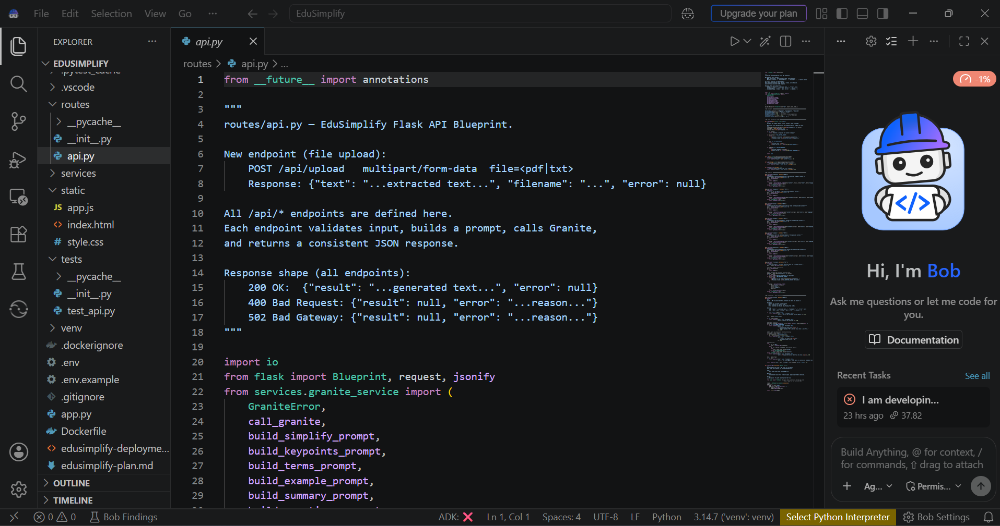 File Edit Selection View Go ··· EduSimplify Upgrade your plan
EXPLORER
EDUSIMPLIFY
.pytest_cache
.vscode
routes
__pycache__
__init__.py
api.py
services
static
JS app.js
<> index.html
# style.css
tests
__pycache__
__init__.py
test_api.py
venv
.dockerignore
.env
.env.example
.gitignore
app.py
Dockerfile
<> edusimplify-deployme...
edusimplify-plan.md
OUTLINE
TIMELINE
api.py
routes > api.py > ...
1 from __future__ import annotations
2
3 """
4 routes/api.py — EduSimplify Flask API Blueprint.
5
6 New endpoint (file upload):
7 POST /api/upload   multipart/form-data  file=<pdf|txt>
8 Response: {"text": "...extracted text...", "filename": "...", "error": null}
9
10 All /api/* endpoints are defined here.
11 Each endpoint validates input, builds a prompt, calls Granite,
12 and returns a consistent JSON response.
13
14 Response shape (all endpoints):
15 200 OK:  {"result": "...generated text...", "error": null}
16 400 Bad Request: {"result": null, "error": "...reason..."}
17 502 Bad Gateway: {"result": null, "error": "...reason..."}
18 """
19
20 import io
21 from flask import Blueprint, request, jsonify
22 from services.granite_service import (
23 GraniteError,
24 call_granite,
25 build_simplify_prompt,
26 build_keypoints_prompt,
27 build_terms_prompt,
28 build_example_prompt,
29 build_summary_prompt,
-1%
</>
Hi, I'm Bob
Ask me questions or let me code for
you.
Documentation
Recent Tasks See all
I am developin...
23 hrs ago 37.82
Build Anything, @ for context, /
for commands, ⇧ drag to attach
Ag... Permis...
0 0 Bob Findings ADK: ❌ Ln 1, Col 1 Spaces: 4 UTF-8 LF Python 3.14.7 ('venv': venv) Select Python Interpreter Bob Settings